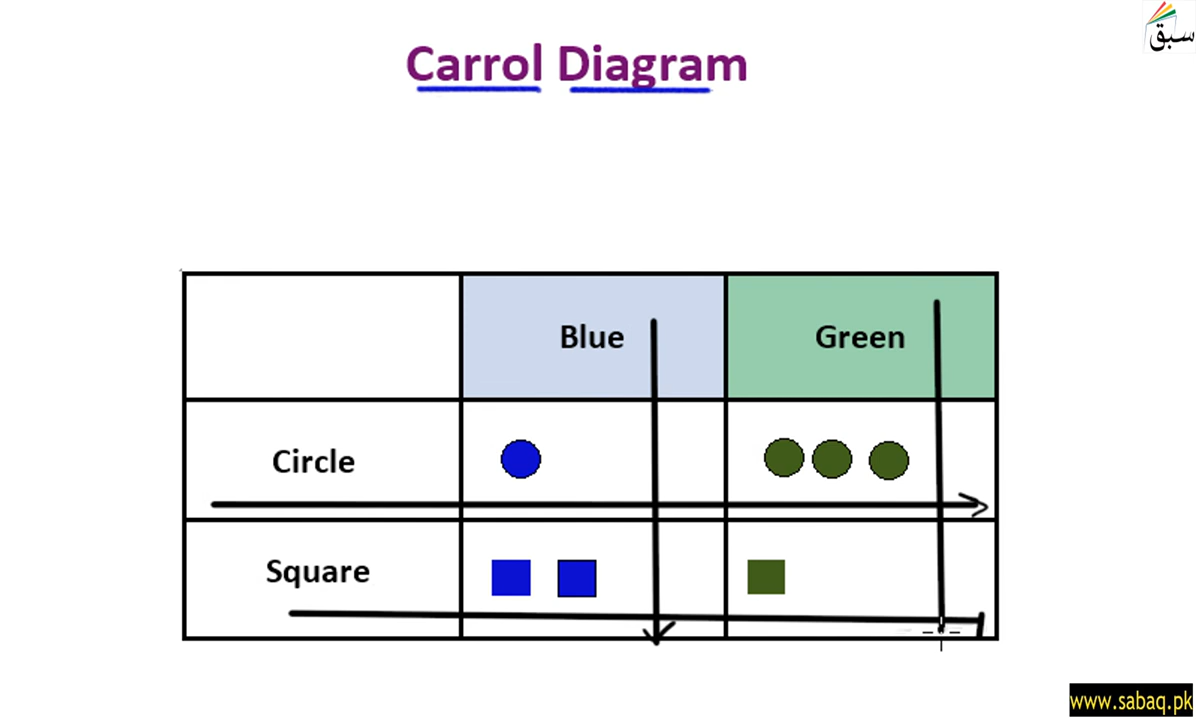 سبق
Carrol Diagram
Blue Green
Circle
Square
www.sabaq.pk